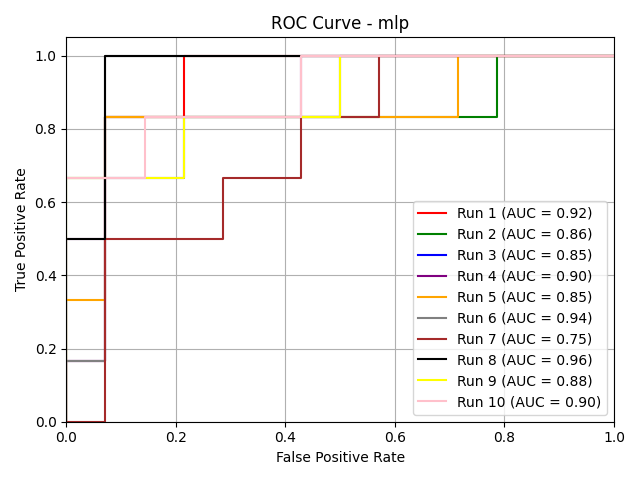 ROC Curve - mlp
True Positive Rate
1.0
0.8
0.6
0.4
0.2
0.0
Run 1 (AUC = 0.92)
Run 2 (AUC = 0.86)
Run 3 (AUC = 0.85)
Run 4 (AUC = 0.90)
Run 5 (AUC = 0.85)
Run 6 (AUC = 0.94)
Run 7 (AUC = 0.75)
Run 8 (AUC = 0.96)
Run 9 (AUC = 0.88)
Run 10 (AUC = 0.90)
0.0 0.2 0.4 0.6 0.8 1.0
False Positive Rate